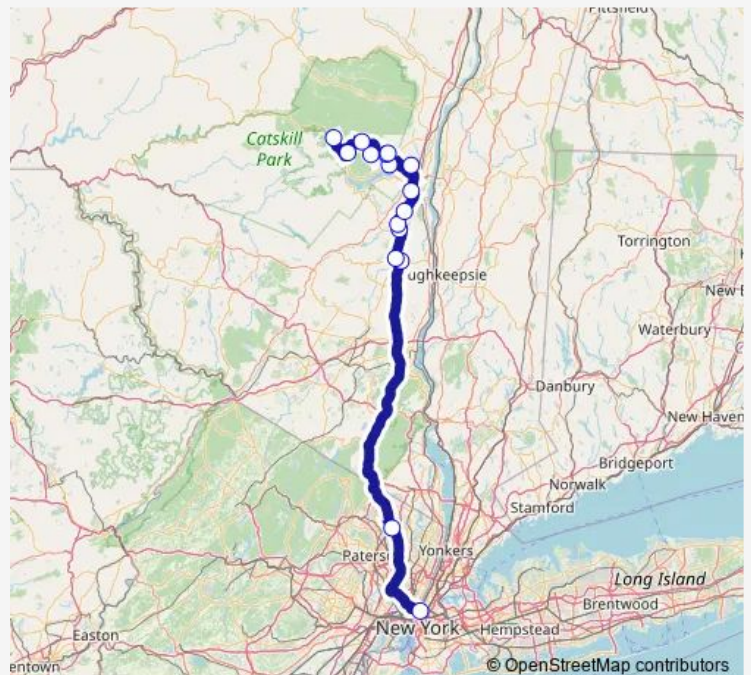 Pittsfield
Catskill
Park
Torrington
ughkeepsie
New
Waterbury
Danbury
New Haven
Bridgeport
Norwalk
Stamford
Paters
Yonkers
Long Island
Brentwood
New York
Hempstead
Easton
entown
© OpenStreetMap contributors